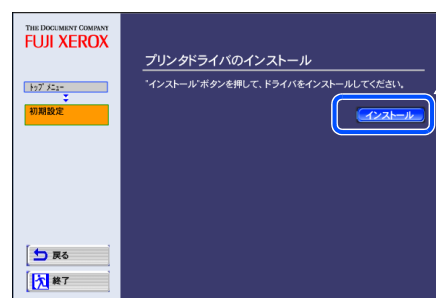 THE DOCUMENT COMPANY
FUJI XEROX
プリンタドライバのインストール
"インストール"ボタンを押して、ドライバをインストールしてください。
トップ メニュー
初期設定
インストール
戻る
終了